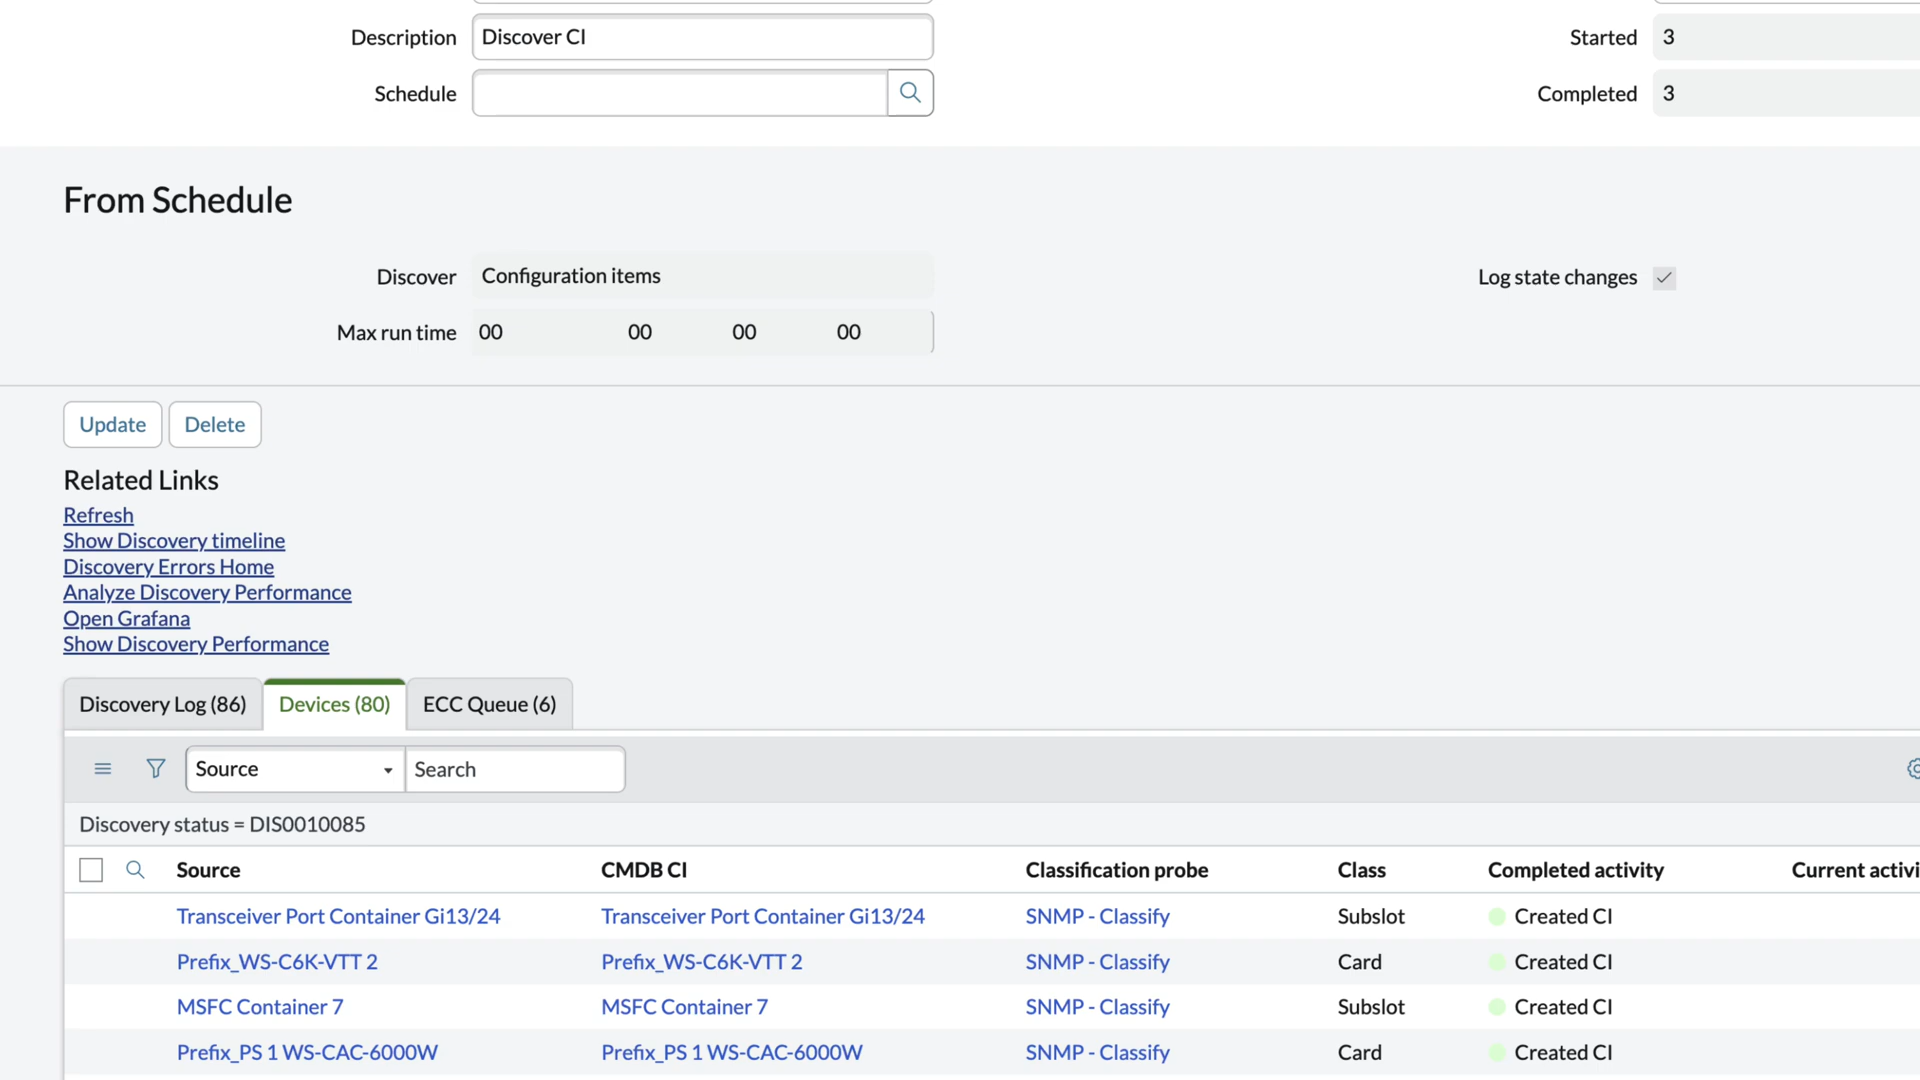 Description Discover CI Started 3
Schedule Completed 3
From Schedule
Discover Configuration items Log state changes
Max run time 00 00 00 00
Update Delete
Related Links
Refresh
Show Discovery timeline
Discovery Errors Home
Analyze Discovery Performance
Open Grafana
Show Discovery Performance
Discovery Log (86) Devices (80) ECC Queue (6)
Source Search
Discovery status = DIS0010085
Source CMDB CI Classification probe Class Completed activity Current activi
Transceiver Port Container Gi13/24 Transceiver Port Container Gi13/24 SNMP - Classify Subslot Created CI
Prefix_WS-C6K-VTT 2 Prefix_WS-C6K-VTT 2 SNMP - Classify Card Created CI
MSFC Container 7 MSFC Container 7 SNMP - Classify Subslot Created CI
Prefix_PS 1 WS-CAC-6000W Prefix_PS 1 WS-CAC-6000W SNMP - Classify Card Created CI